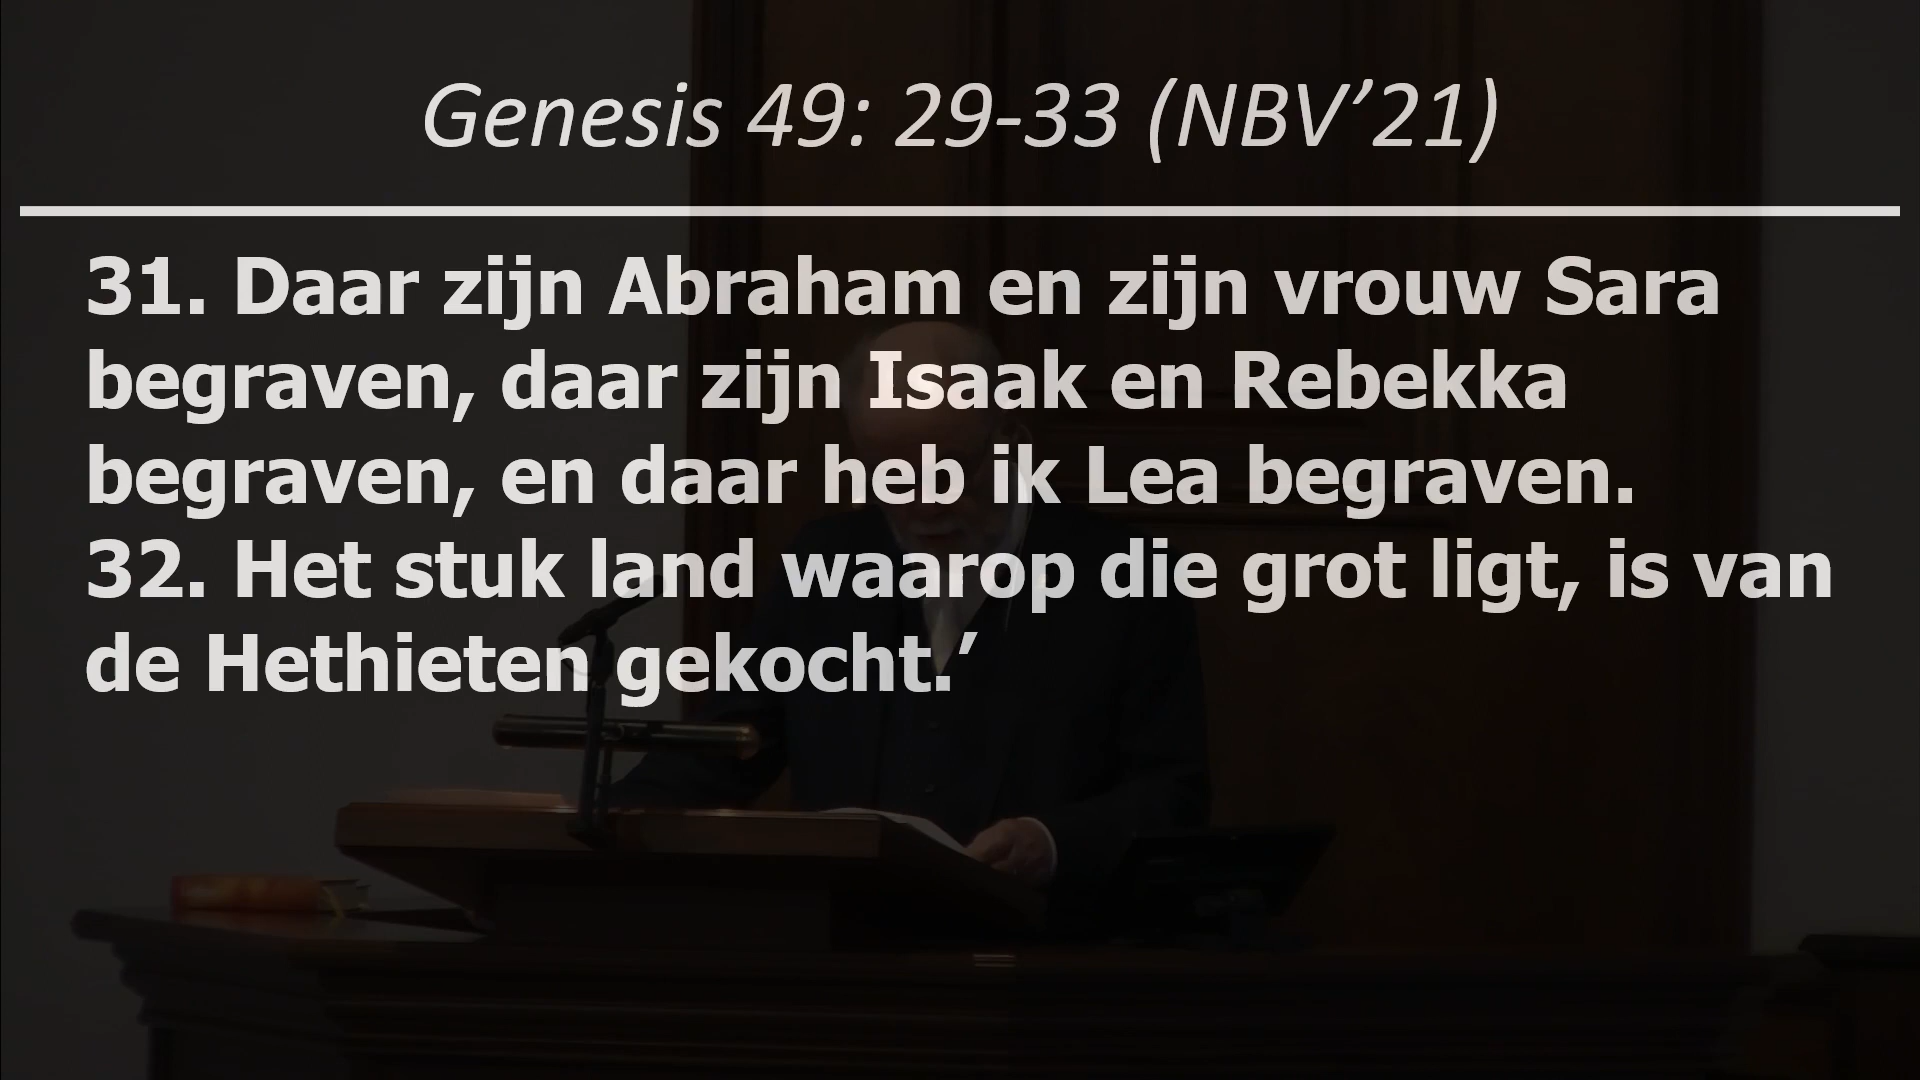 Genesis 49: 29-33 (NBV’21)
31. Daar zijn Abraham en zijn vrouw Sara
begraven, daar zijn Isaak en Rebekka
begraven, en daar heb ik Lea begraven.
32. Het stuk land waarop die grot ligt, is van
de Hethieten gekocht.’